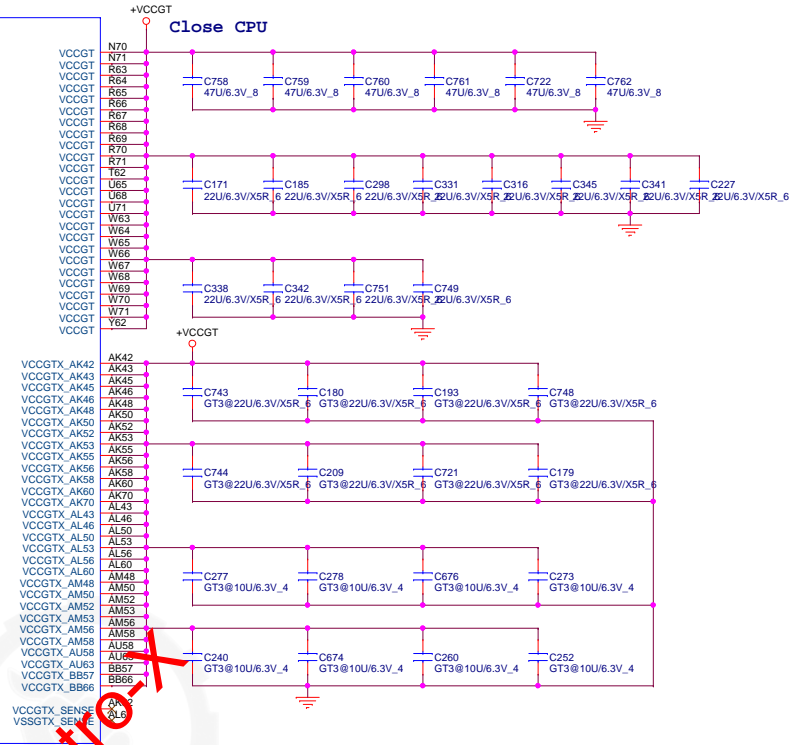 +VCCGT
Close CPU
VCCGT N70
VCCGT N71
VCCGT R63
VCCGT R64
VCCGT R65
VCCGT R66
VCCGT R67
VCCGT R68
VCCGT R69
VCCGT R70
VCCGT R71
VCCGT T62
VCCGT U65
VCCGT U68
VCCGT U71
VCCGT W63
VCCGT W64
VCCGT W65
VCCGT W66
VCCGT W67
VCCGT W68
VCCGT W69
VCCGT W70
VCCGT W71
VCCGT Y62
C758 C759 C760 C761 C722 C762
47U/6.3V_8 47U/6.3V_8 47U/6.3V_8 47U/6.3V_8 47U/6.3V_8 47U/6.3V_8
C171 C185 C298 C331 C316 C345 C341 C227
22U/6.3V/X5R_6 22U/6.3V/X5R_6 22U/6.3V/X5R_6 22U/6.3V/X5R_6 22U/6.3V/X5R_6 22U/6.3V/X5R_6 22U/6.3V/X5R_6 22U/6.3V/X5R_6
C338 C342 C751 C749
22U/6.3V/X5R_6 22U/6.3V/X5R_6 22U/6.3V/X5R_6 22U/6.3V/X5R_6
+VCCGT
VCCGTX_AK42 AK42
VCCGTX_AK43 AK43
VCCGTX_AK45 AK45
VCCGTX_AK46 AK46
VCCGTX_AK48 AK48
VCCGTX_AK50 AK50
VCCGTX_AK52 AK52
VCCGTX_AK53 AK53
VCCGTX_AK55 AK55
VCCGTX_AK56 AK56
VCCGTX_AK58 AK58
VCCGTX_AK60 AK60
VCCGTX_AK70 AK70
VCCGTX_AL43 AL43
VCCGTX_AL46 AL46
VCCGTX_AL50 AL50
VCCGTX_AL53 AL53
VCCGTX_AL56 AL56
VCCGTX_AL60 AL60
VCCGTX_AM48 AM48
VCCGTX_AM50 AM50
VCCGTX_AM52 AM52
VCCGTX_AM53 AM53
VCCGTX_AM56 AM56
VCCGTX_AM58 AM58
VCCGTX_AU58 AU58
VCCGTX_AU63
VCCGTX_BB57 BB57
VCCGTX_BB66 BB66
VCCGTX_SENSE
VSSGTX_SENSE
C743 C180 C193 C748
GT3@22U/6.3V/X5R_6 GT3@22U/6.3V/X5R_6 GT3@22U/6.3V/X5R_6 GT3@22U/6.3V/X5R_6
C744 C209 C721 C179
GT3@22U/6.3V/X5R_6 GT3@22U/6.3V/X5R_6 GT3@22U/6.3V/X5R_6 GT3@22U/6.3V/X5R_6
C277 C278 C676 C273
GT3@10U/6.3V_4 GT3@10U/6.3V_4 GT3@10U/6.3V_4 GT3@10U/6.3V_4
C240 C674 C260 C252
GT3@10U/6.3V_4 GT3@10U/6.3V_4 GT3@10U/6.3V_4 GT3@10U/6.3V_4
tro-X